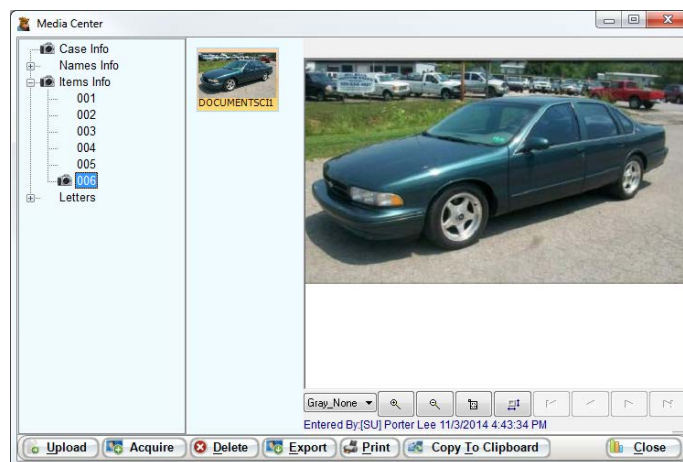 Media Center
Case Info
Names Info
Items Info
001
002
003
004
005
006
Letters
DOCUMENTSCI1
Gray_None
Entered By:[SU] Porter Lee 11/3/2014 4:43:34 PM
Upload
Acquire
Delete
Export
Print
Copy To Clipboard
Close